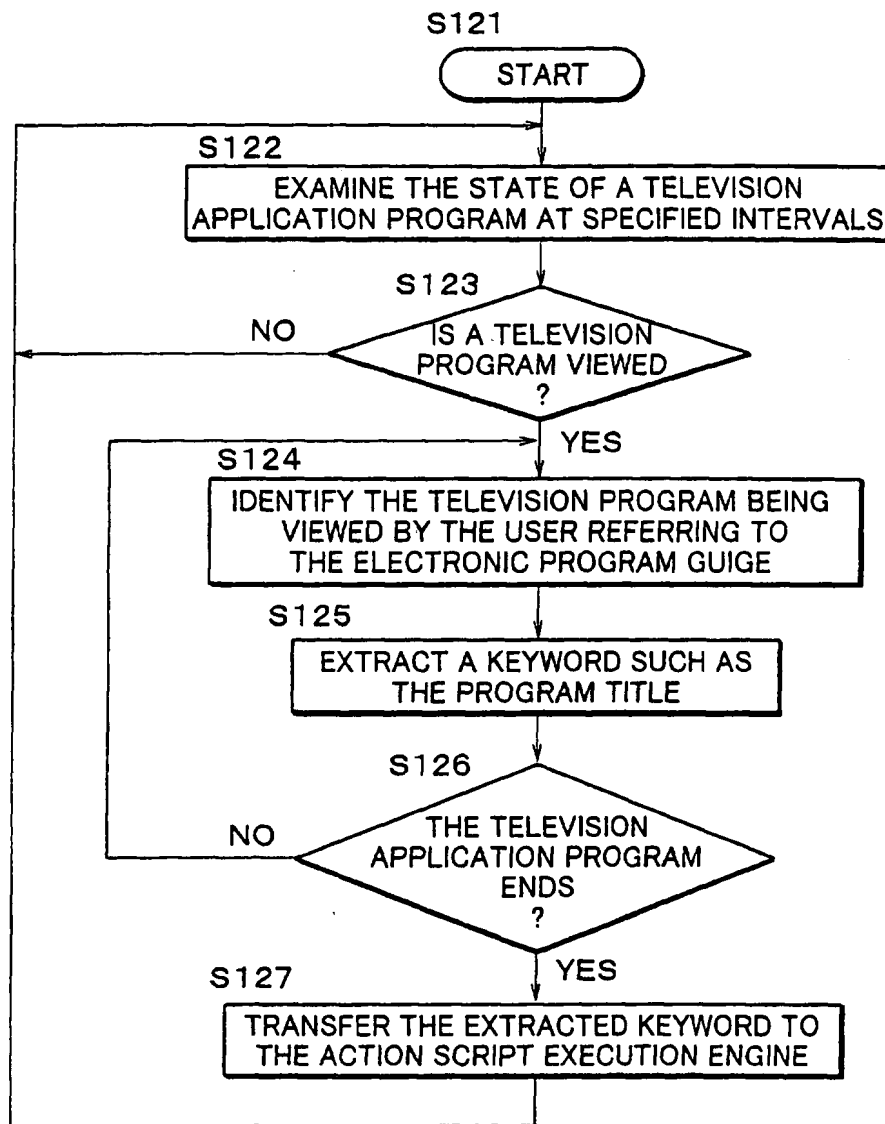 S121
START
S122
EXAMINE THE STATE OF A TELEVISION
APPLICATION PROGRAM AT SPECIFIED INTERVALS
S123
NO
IS A TELEVISION
PROGRAM VIEWED
?
YES
S124
IDENTIFY THE TELEVISION PROGRAM BEING
VIEWED BY THE USER REFERRING TO
THE ELECTRONIC PROGRAM GUIGE
S125
EXTRACT A KEYWORD SUCH AS
THE PROGRAM TITLE
S126
NO
THE TELEVISION
APPLICATION PROGRAM
ENDS
?
YES
S127
TRANSFER THE EXTRACTED KEYWORD TO
THE ACTION SCRIPT EXECUTION ENGINE